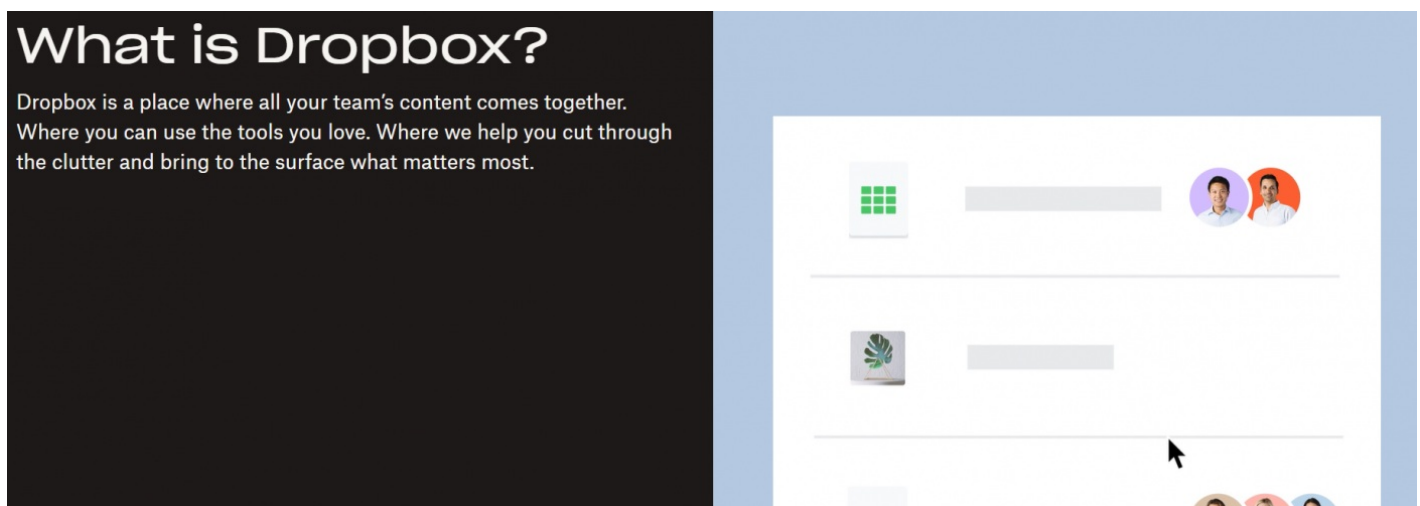 What is Dropbox?
Dropbox is a place where all your team’s content comes together.
Where you can use the tools you love. Where we help you cut through
the clutter and bring to the surface what matters most.